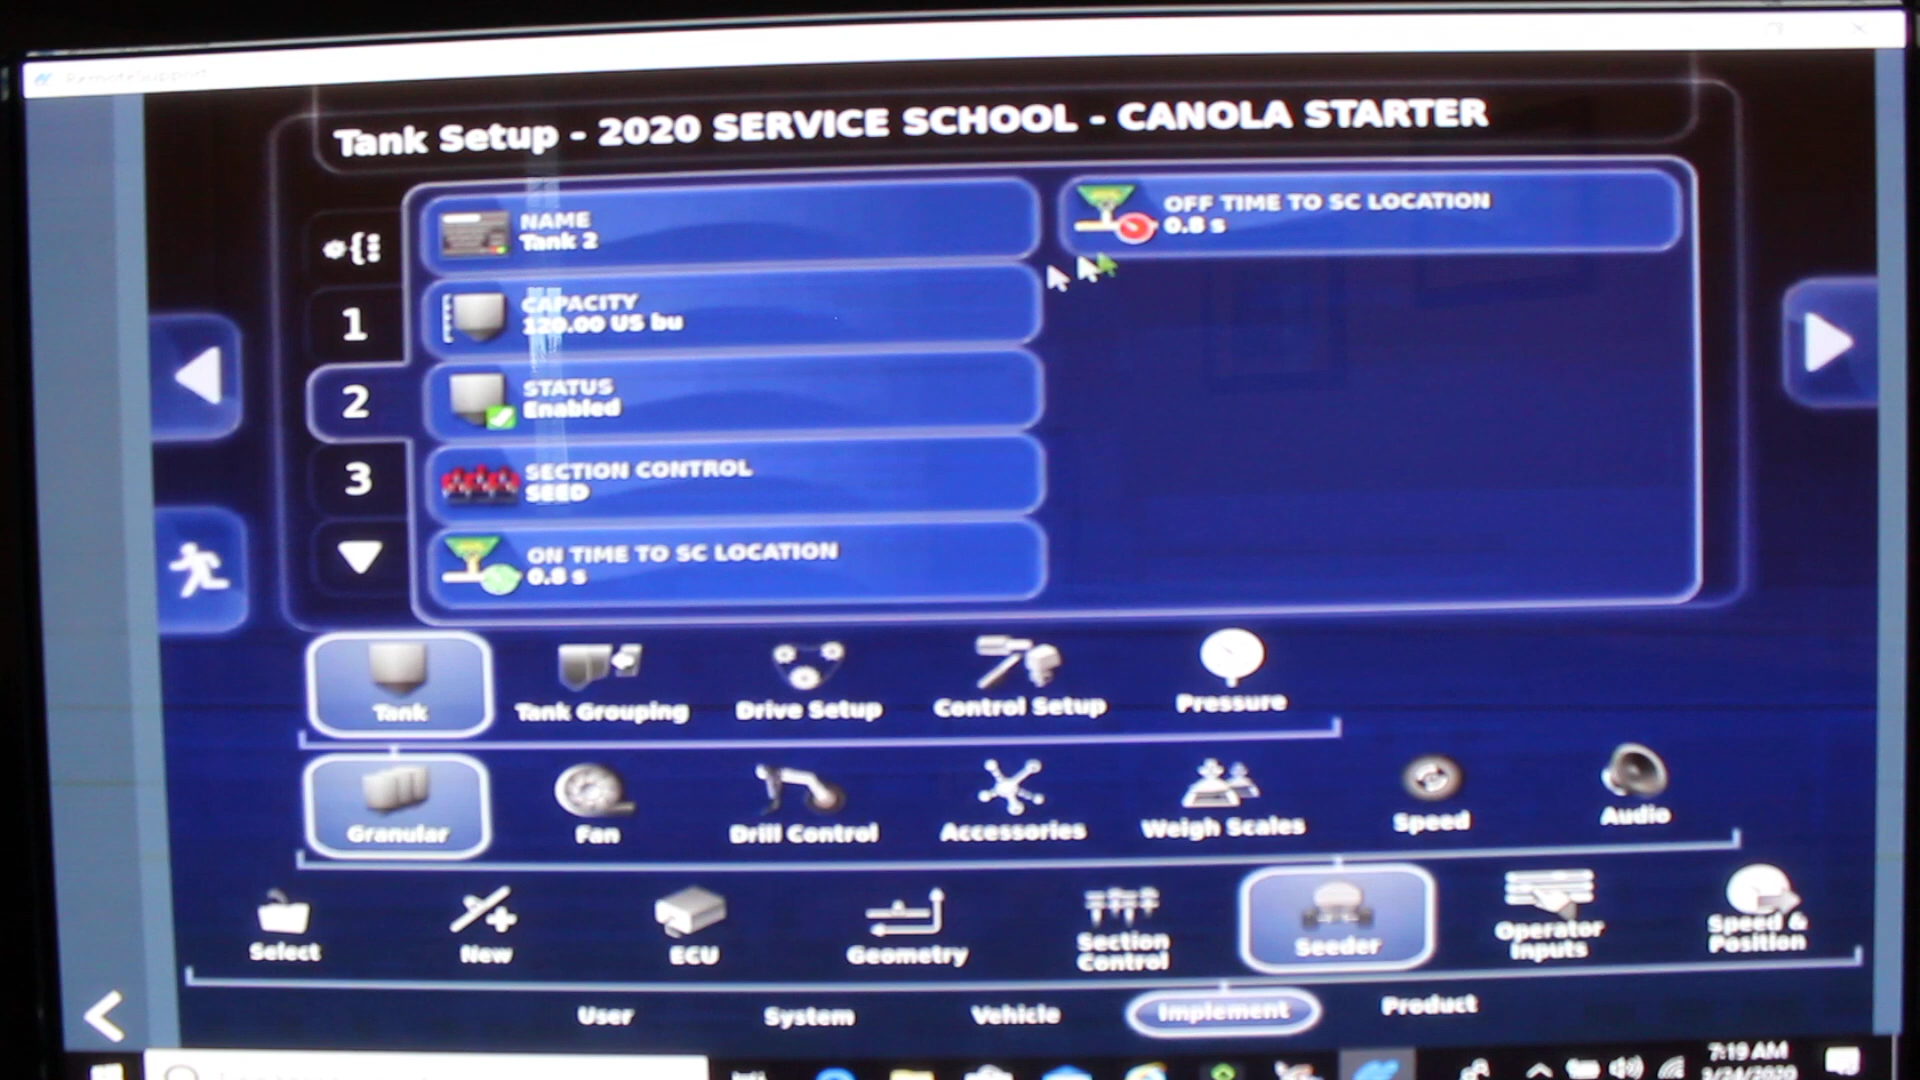 RemoteSupport
Tank Setup - 2020 SERVICE SCHOOL - CANOLA STARTER
1
2
3
NAME
Tank 2
CAPACITY
120.00 US bu
STATUS
Enabled
SECTION CONTROL
SEED
ON TIME TO SC LOCATION
0.8 s
OFF TIME TO SC LOCATION
0.8 s
Tank
Tank Grouping
Drive Setup
Control Setup
Pressure
Granular
Fan
Drill Control
Accessories
Weigh Scales
Speed
Audio
Select
New
ECU
Geometry
Section
Control
Seeder
Operator
Inputs
Speed &
Position
User
System
Vehicle
Implement
Product
7:19 AM